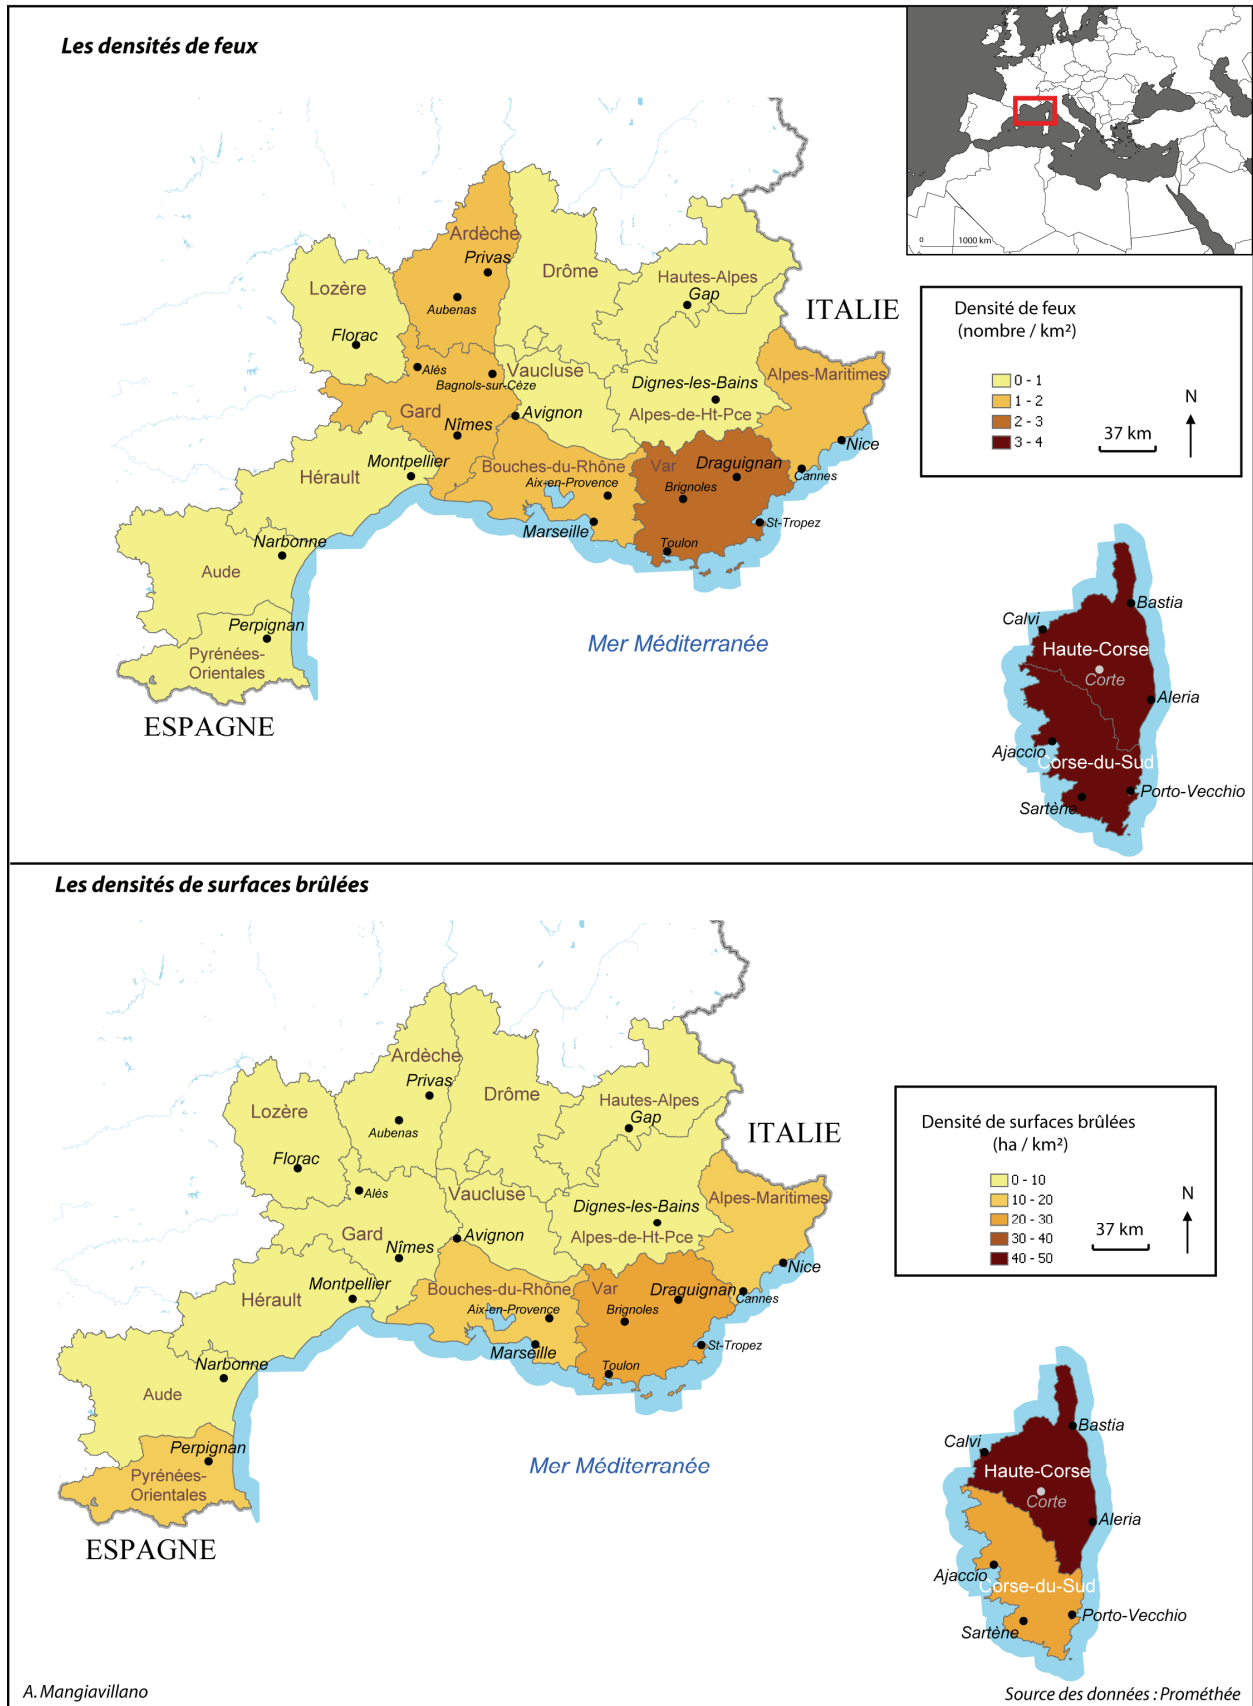 Les densités de feux
0
1000 km
Ardèche
Privas
Drôme
Hautes-Alpes
Gap
Lozère
Aubenas
ITALIE
Florac
Alès
Bagnols-sur-Cèze
Vaucluse
Dignes-les-Bains
Alpes-Maritimes
Gard
Nîmes
Avignon
Alpes-de-Ht-Pce
Nice
Hérault
Montpellier
Bouches-du-Rhône
Aix-en-Provence
Var
Draguignan
Brignoles
Cannes
Marseille
St-Tropez
Toulon
Narbonne
Aude
Perpignan
Pyrénées-
Orientales
ESPAGNE
Mer Méditerranée
Densité de feux
(nombre / km²)
0 - 1
1 - 2
2 - 3
3 - 4
37 km
N
Bastia
Calvi
Haute-Corse
Corte
Aleria
Ajaccio
Corse-du-Sud
Sartène
Porto-Vecchio
Les densités de surfaces brûlées
Ardèche
Privas
Drôme
Hautes-Alpes
Gap
Lozère
Aubenas
ITALIE
Florac
Alès
Vaucluse
Dignes-les-Bains
Alpes-Maritimes
Gard
Nîmes
Avignon
Alpes-de-Ht-Pce
Nice
Hérault
Montpellier
Bouches-du-Rhône
Aix-en-Provence
Var
Draguignan
Brignoles
Cannes
Marseille
St-Tropez
Toulon
Narbonne
Aude
Perpignan
Pyrénées-
Orientales
ESPAGNE
Mer Méditerranée
Densité de surfaces brûlées
(ha / km²)
0 - 10
10 - 20
20 - 30
30 - 40
40 - 50
37 km
N
Bastia
Calvi
Haute-Corse
Corte
Aleria
Ajaccio
Corse-du-Sud
Sartène
Porto-Vecchio
A. Mangiavillano
Source des données : Prométhée